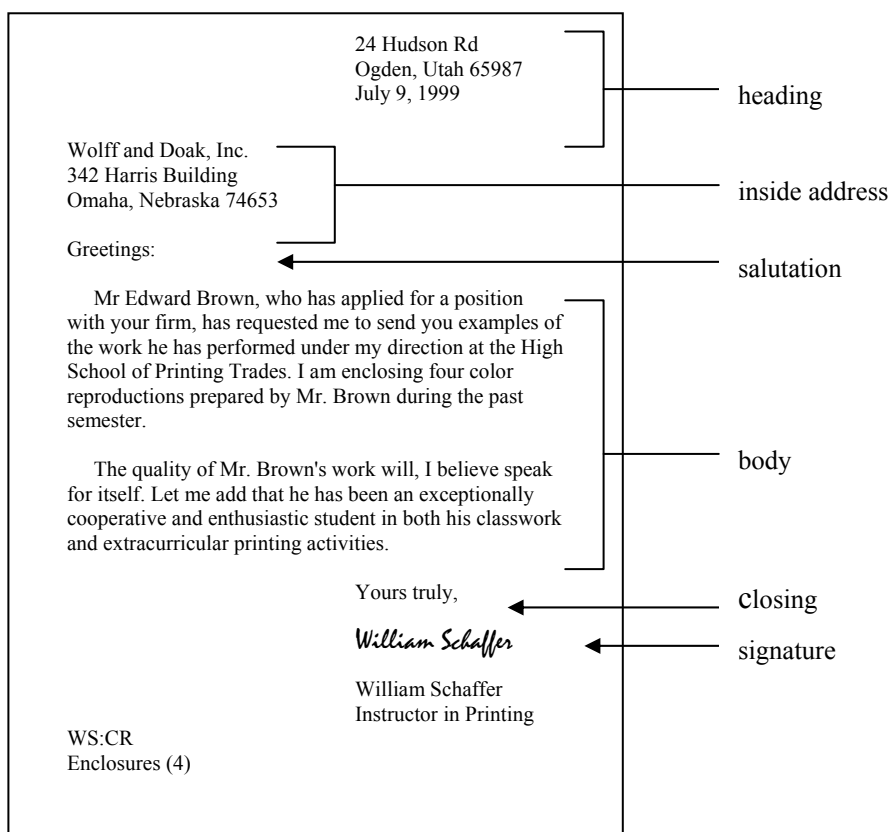 24 Hudson Rd
Ogden, Utah 65987
July 9, 1999
heading
Wolff and Doak, Inc.
342 Harris Building
Omaha, Nebraska 74653
inside address
Greetings:
salutation
Mr Edward Brown, who has applied for a position
with your firm, has requested me to send you examples of
the work he has performed under my direction at the High
School of Printing Trades. I am enclosing four color
reproductions prepared by Mr. Brown during the past
semester.
body
The quality of Mr. Brown's work will, I believe speak
for itself. Let me add that he has been an exceptionally
cooperative and enthusiastic student in both his classwork
and extracurricular printing activities.
Yours truly,
closing
William Schaffer
signature
William Schaffer
Instructor in Printing
WS:CR
Enclosures (4)